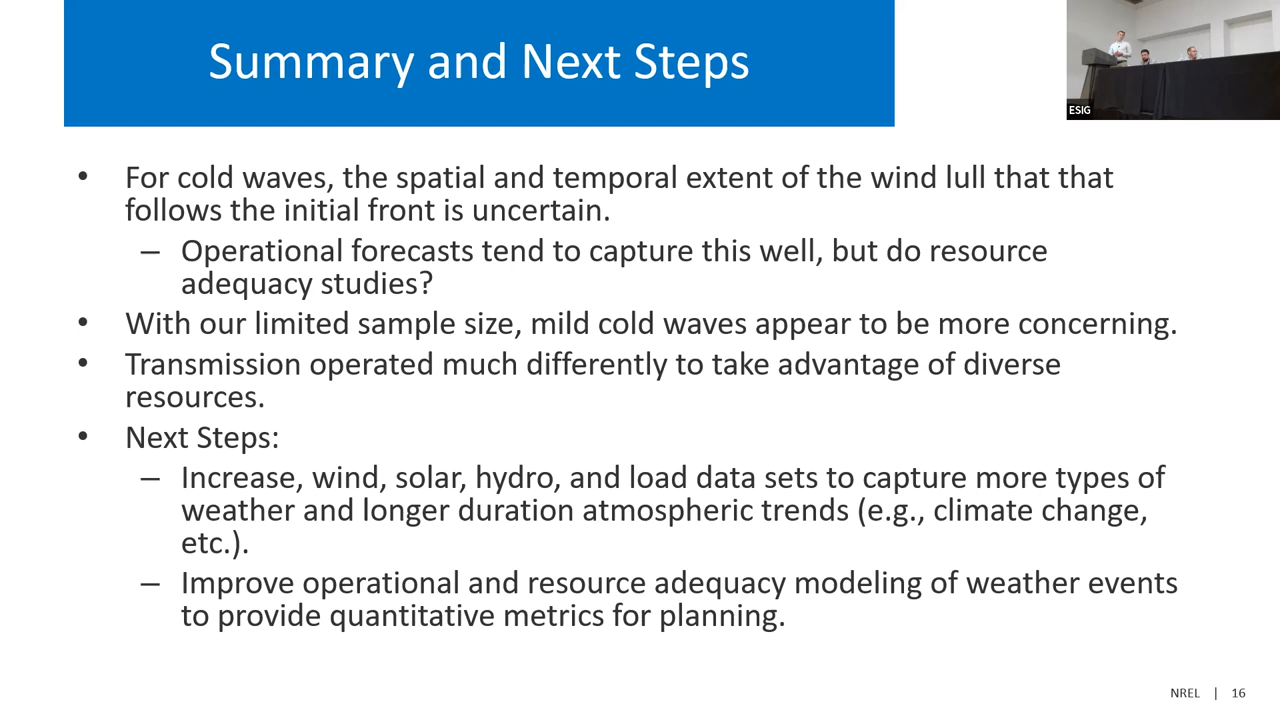 Summary and Next Steps
ESIG
• For cold waves, the spatial and temporal extent of the wind lull that that
follows the initial front is uncertain.
– Operational forecasts tend to capture this well, but do resource
adequacy studies?
• With our limited sample size, mild cold waves appear to be more concerning.
• Transmission operated much differently to take advantage of diverse
resources.
• Next Steps:
– Increase, wind, solar, hydro, and load data sets to capture more types of
weather and longer duration atmospheric trends (e.g., climate change,
etc.).
– Improve operational and resource adequacy modeling of weather events
to provide quantitative metrics for planning.
NREL | 16